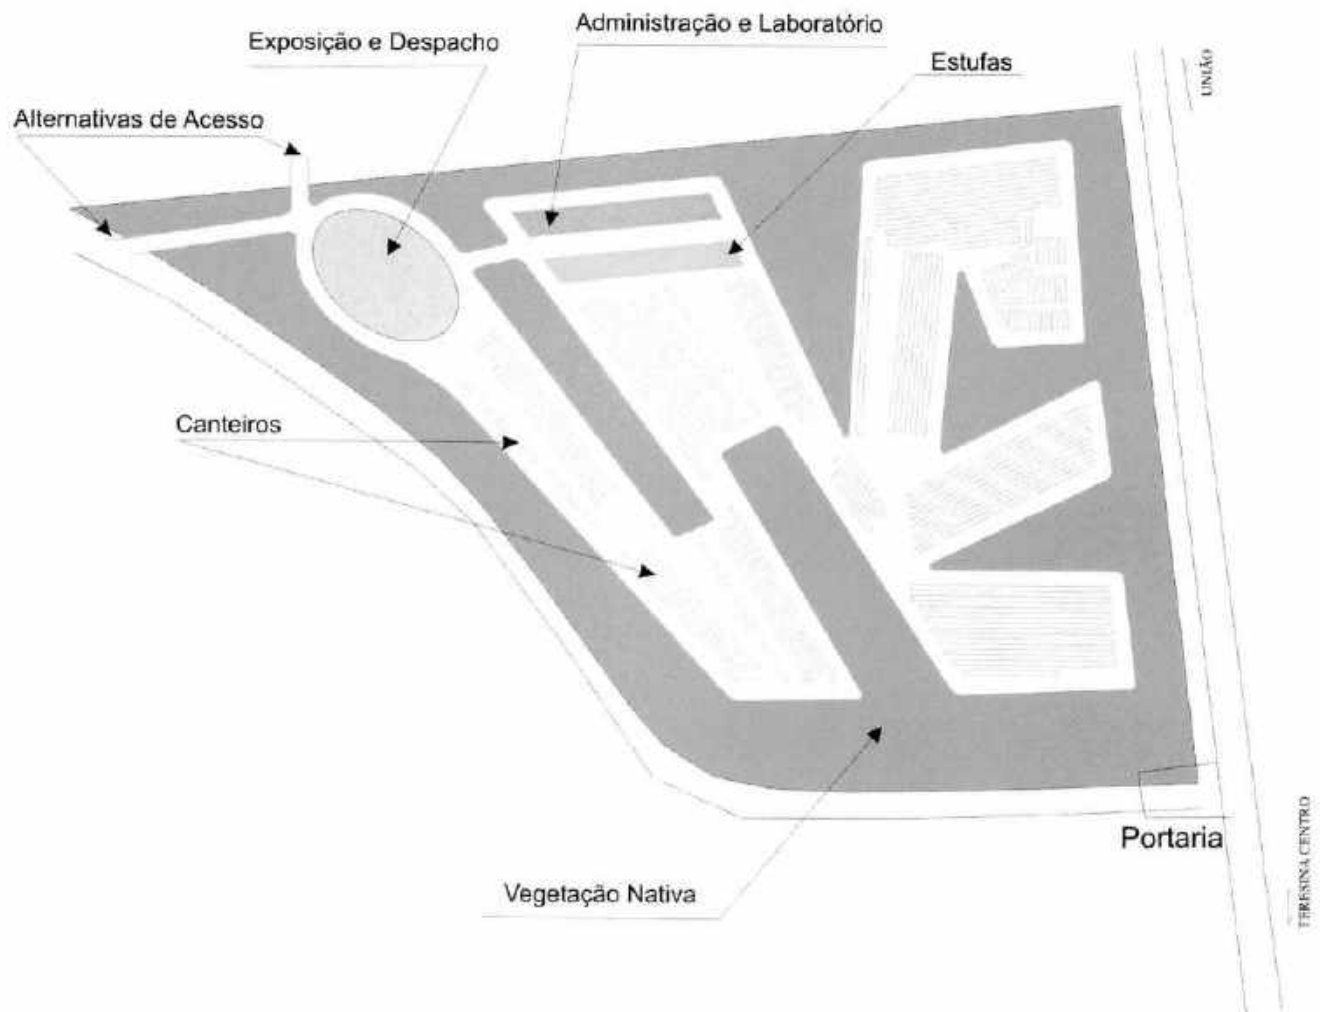 Administração e Laboratório
Exposição e Despacho
Estufas
UNIÃO
Alternativas de Acesso
Canteiros
Portaria
TERESINA CENTRO
Vegetação Nativa